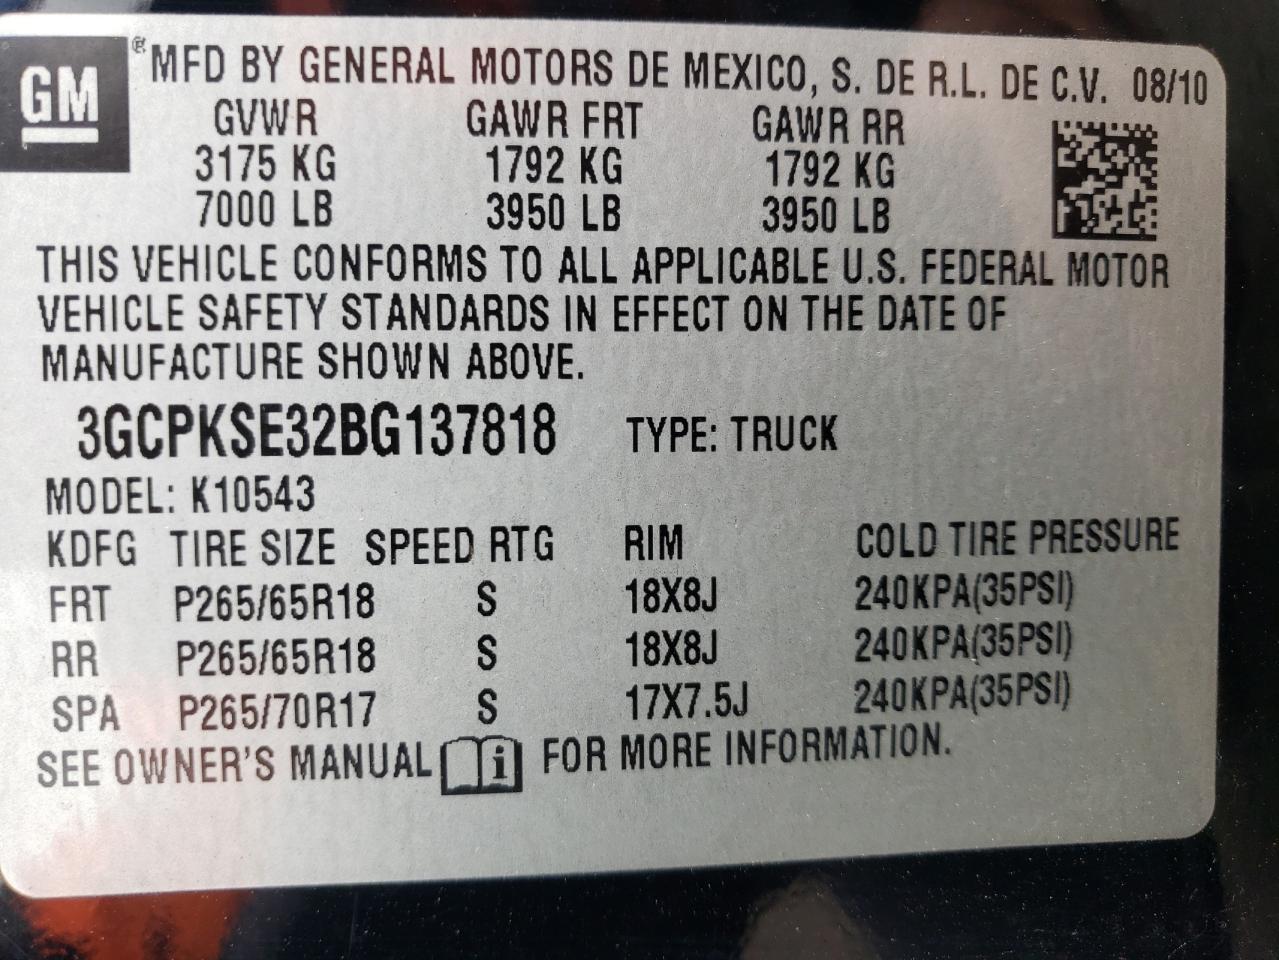 GM ® MFD BY GENERAL MOTORS DE MEXICO, S. DE R.L. DE C.V. 08/10
GVWR GAWR FRT GAWR RR
3175 KG 1792 KG 1792 KG
7000 LB 3950 LB 3950 LB
THIS VEHICLE CONFORMS TO ALL APPLICABLE U.S. FEDERAL MOTOR
VEHICLE SAFETY STANDARDS IN EFFECT ON THE DATE OF
MANUFACTURE SHOWN ABOVE.
3GCPKSE32BG137818 TYPE: TRUCK
MODEL: K10543
KDFG TIRE SIZE SPEED RTG RIM COLD TIRE PRESSURE
FRT P265/65R18 S 18X8J 240KPA(35PSI)
RR P265/65R18 S 18X8J 240KPA(35PSI)
SPA P265/70R17 S 17X7.5J 240KPA(35PSI)
SEE OWNER'S MANUAL i FOR MORE INFORMATION.